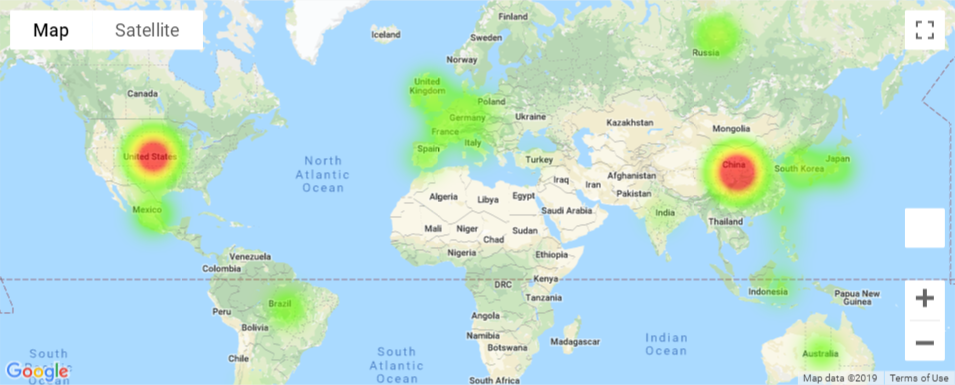 Map
Satellite
Iceland
Finland
Sweden
Norway
Russia
Canada
United
Kingdom
Poland
Germany
Ukraine
France
Kazakhstan
Mongolia
Italy
Spain
Turkey
United States
China
South Korea
Japan
North
Atlantic
Ocean
Iraq
Iran
Afghanistan
Pakistan
Algeria
Libya
Egypt
Saudi Arabia
India
Mexico
Mali
Niger
Chad
Sudan
Thailand
Nigeria
Ethiopia
Venezuela
Colombia
DRC
Kenya
Tanzania
Indonesia
Papua New
Guinea
Brazil
Peru
Bolivia
Angola
Namibia
Botswana
Madagascar
Indian
Ocean
Chile
South
Ocean
South
Atlantic
Ocean
South Africa
Australia
Google
Map data ©2019
Terms of Use